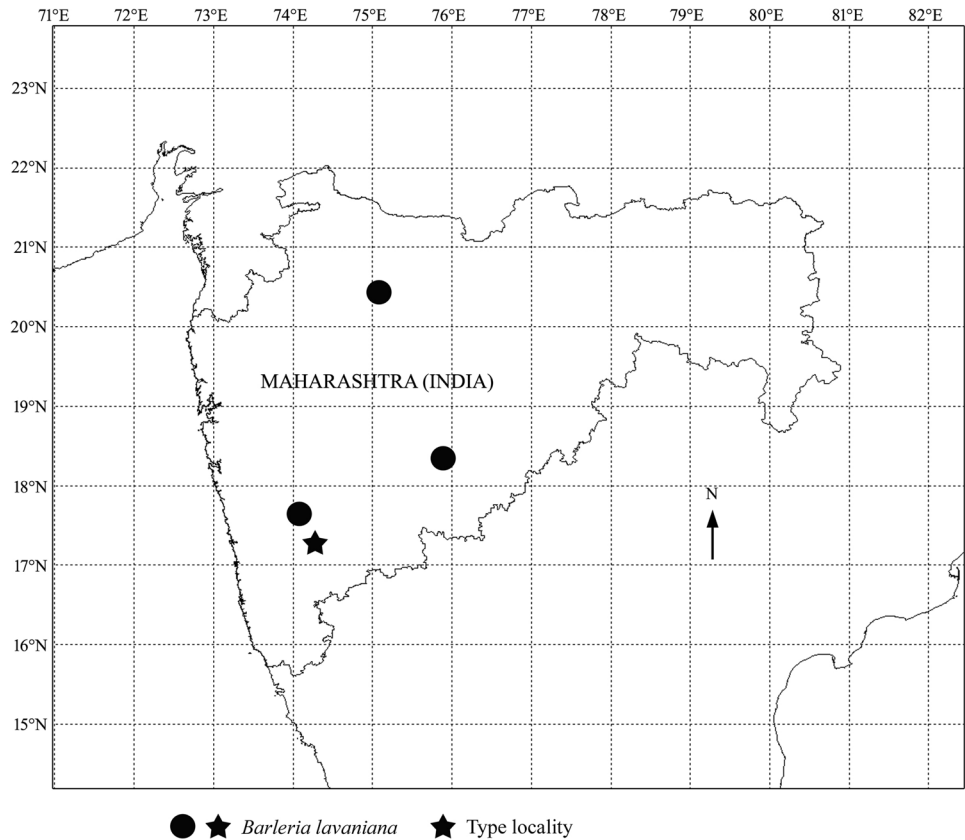 71°E 72°E 73°E 74°E 75°E 76°E 77°E 78°E 79°E 80°E 81°E 82°E
23°N
22°N
21°N
20°N
MAHARASHTRA (INDIA)
19°N
18°N
N
17°N
16°N
15°N
Barleria lavaniana Type locality